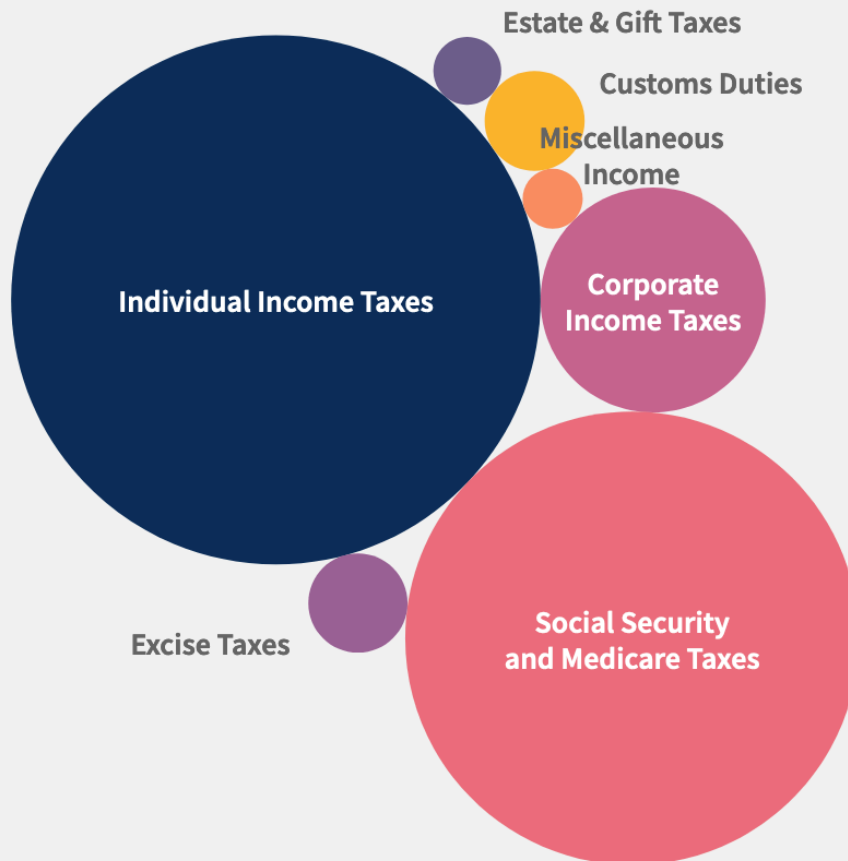 Estate & Gift Taxes
Customs Duties
Miscellaneous
Income
Corporate
Income Taxes
Individual Income Taxes
Social Security
and Medicare Taxes
Excise Taxes